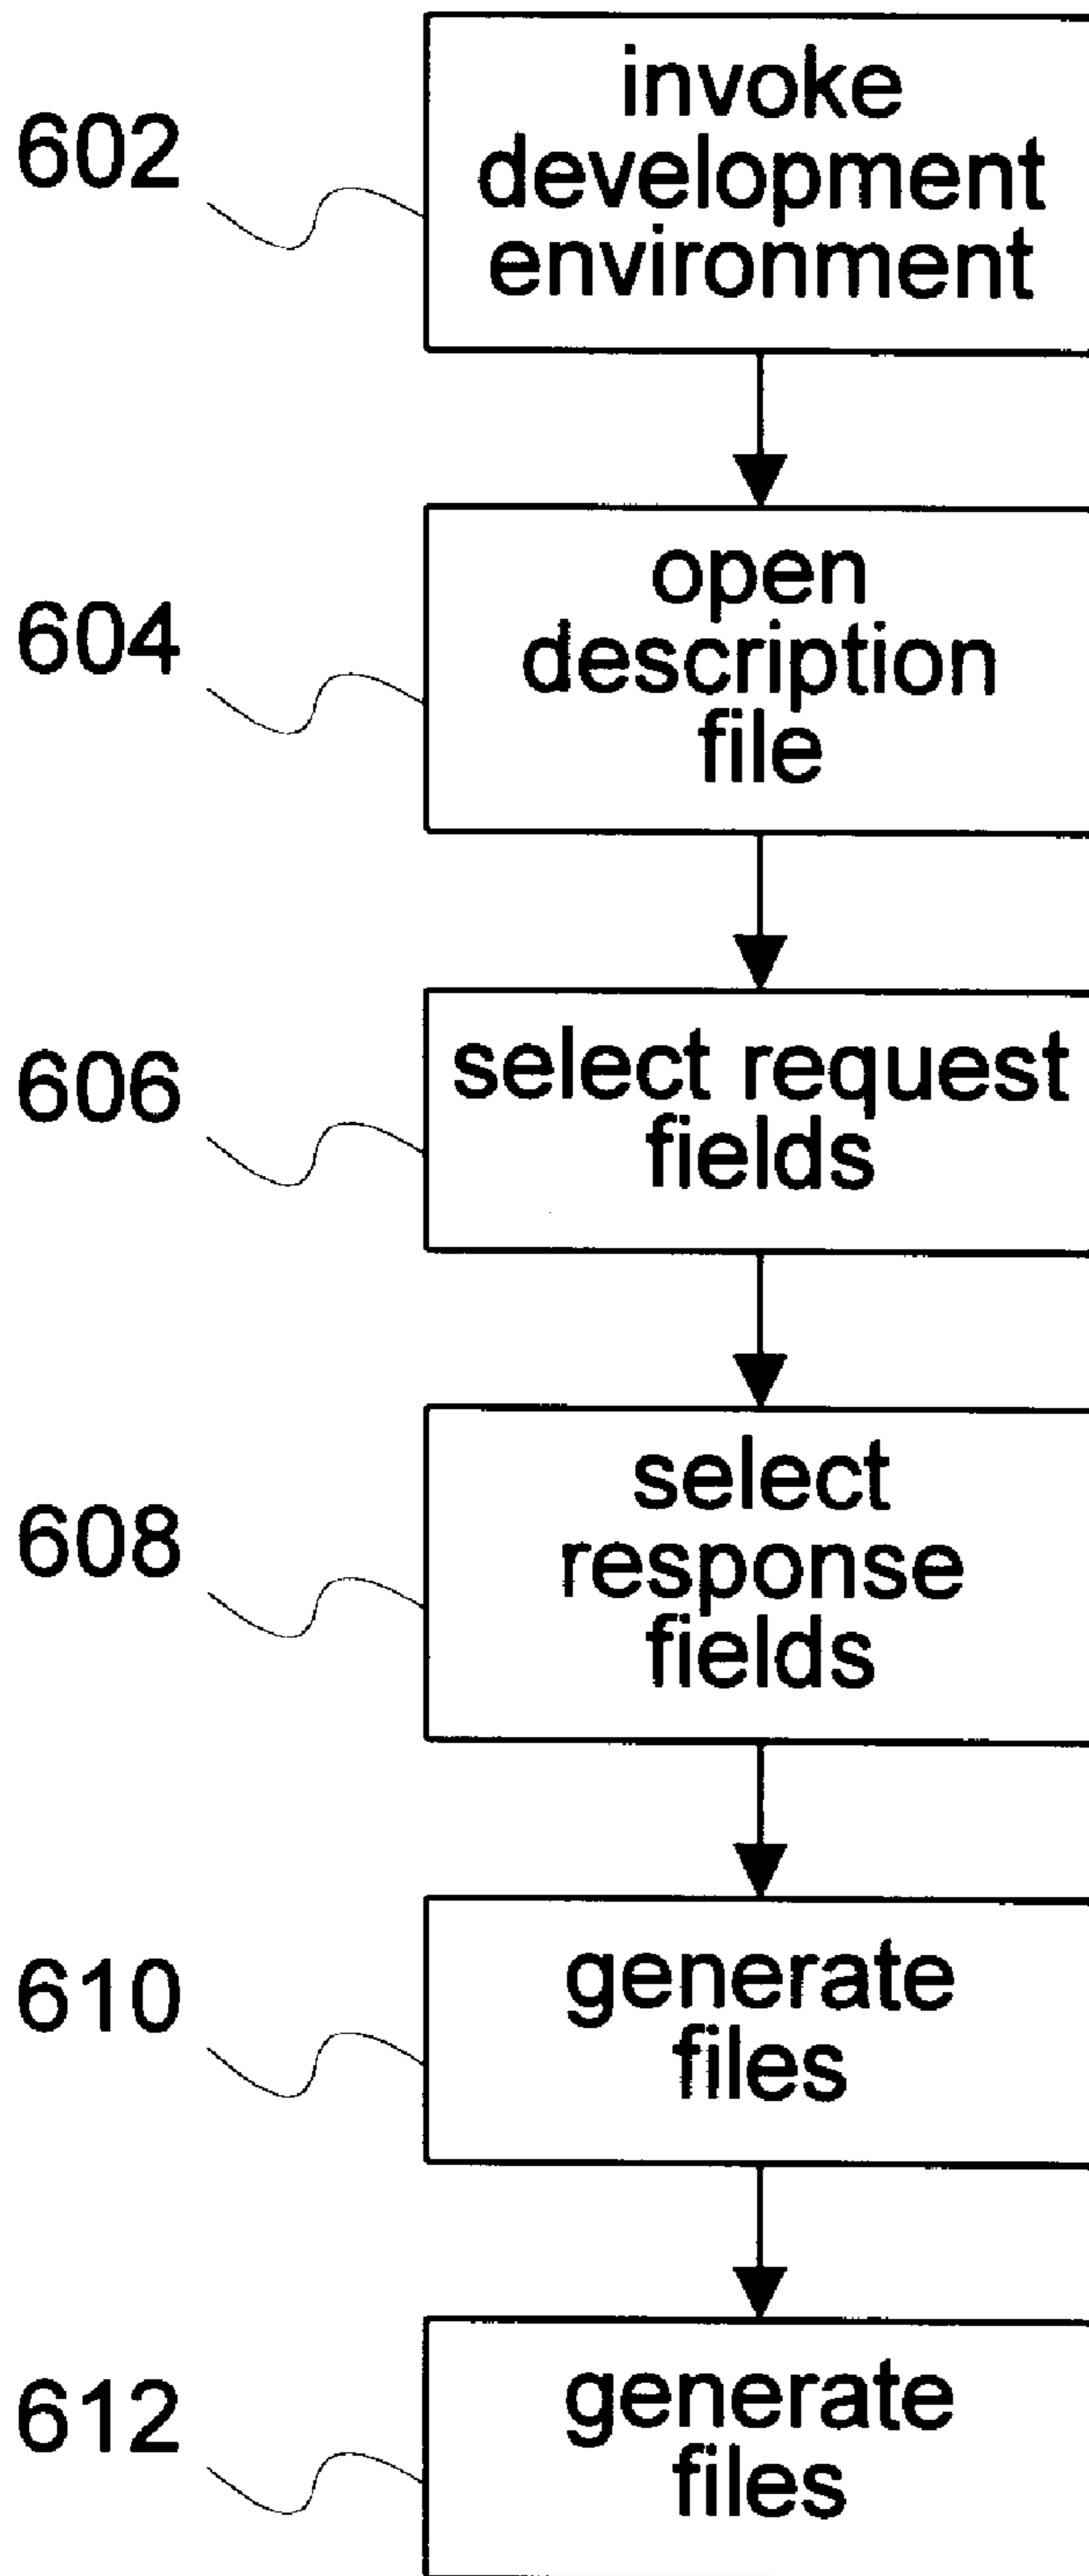 602
invoke
development
environment
604
open
description
file
606
select request
fields
608
select
response
fields
610
generate
files
612
generate
files